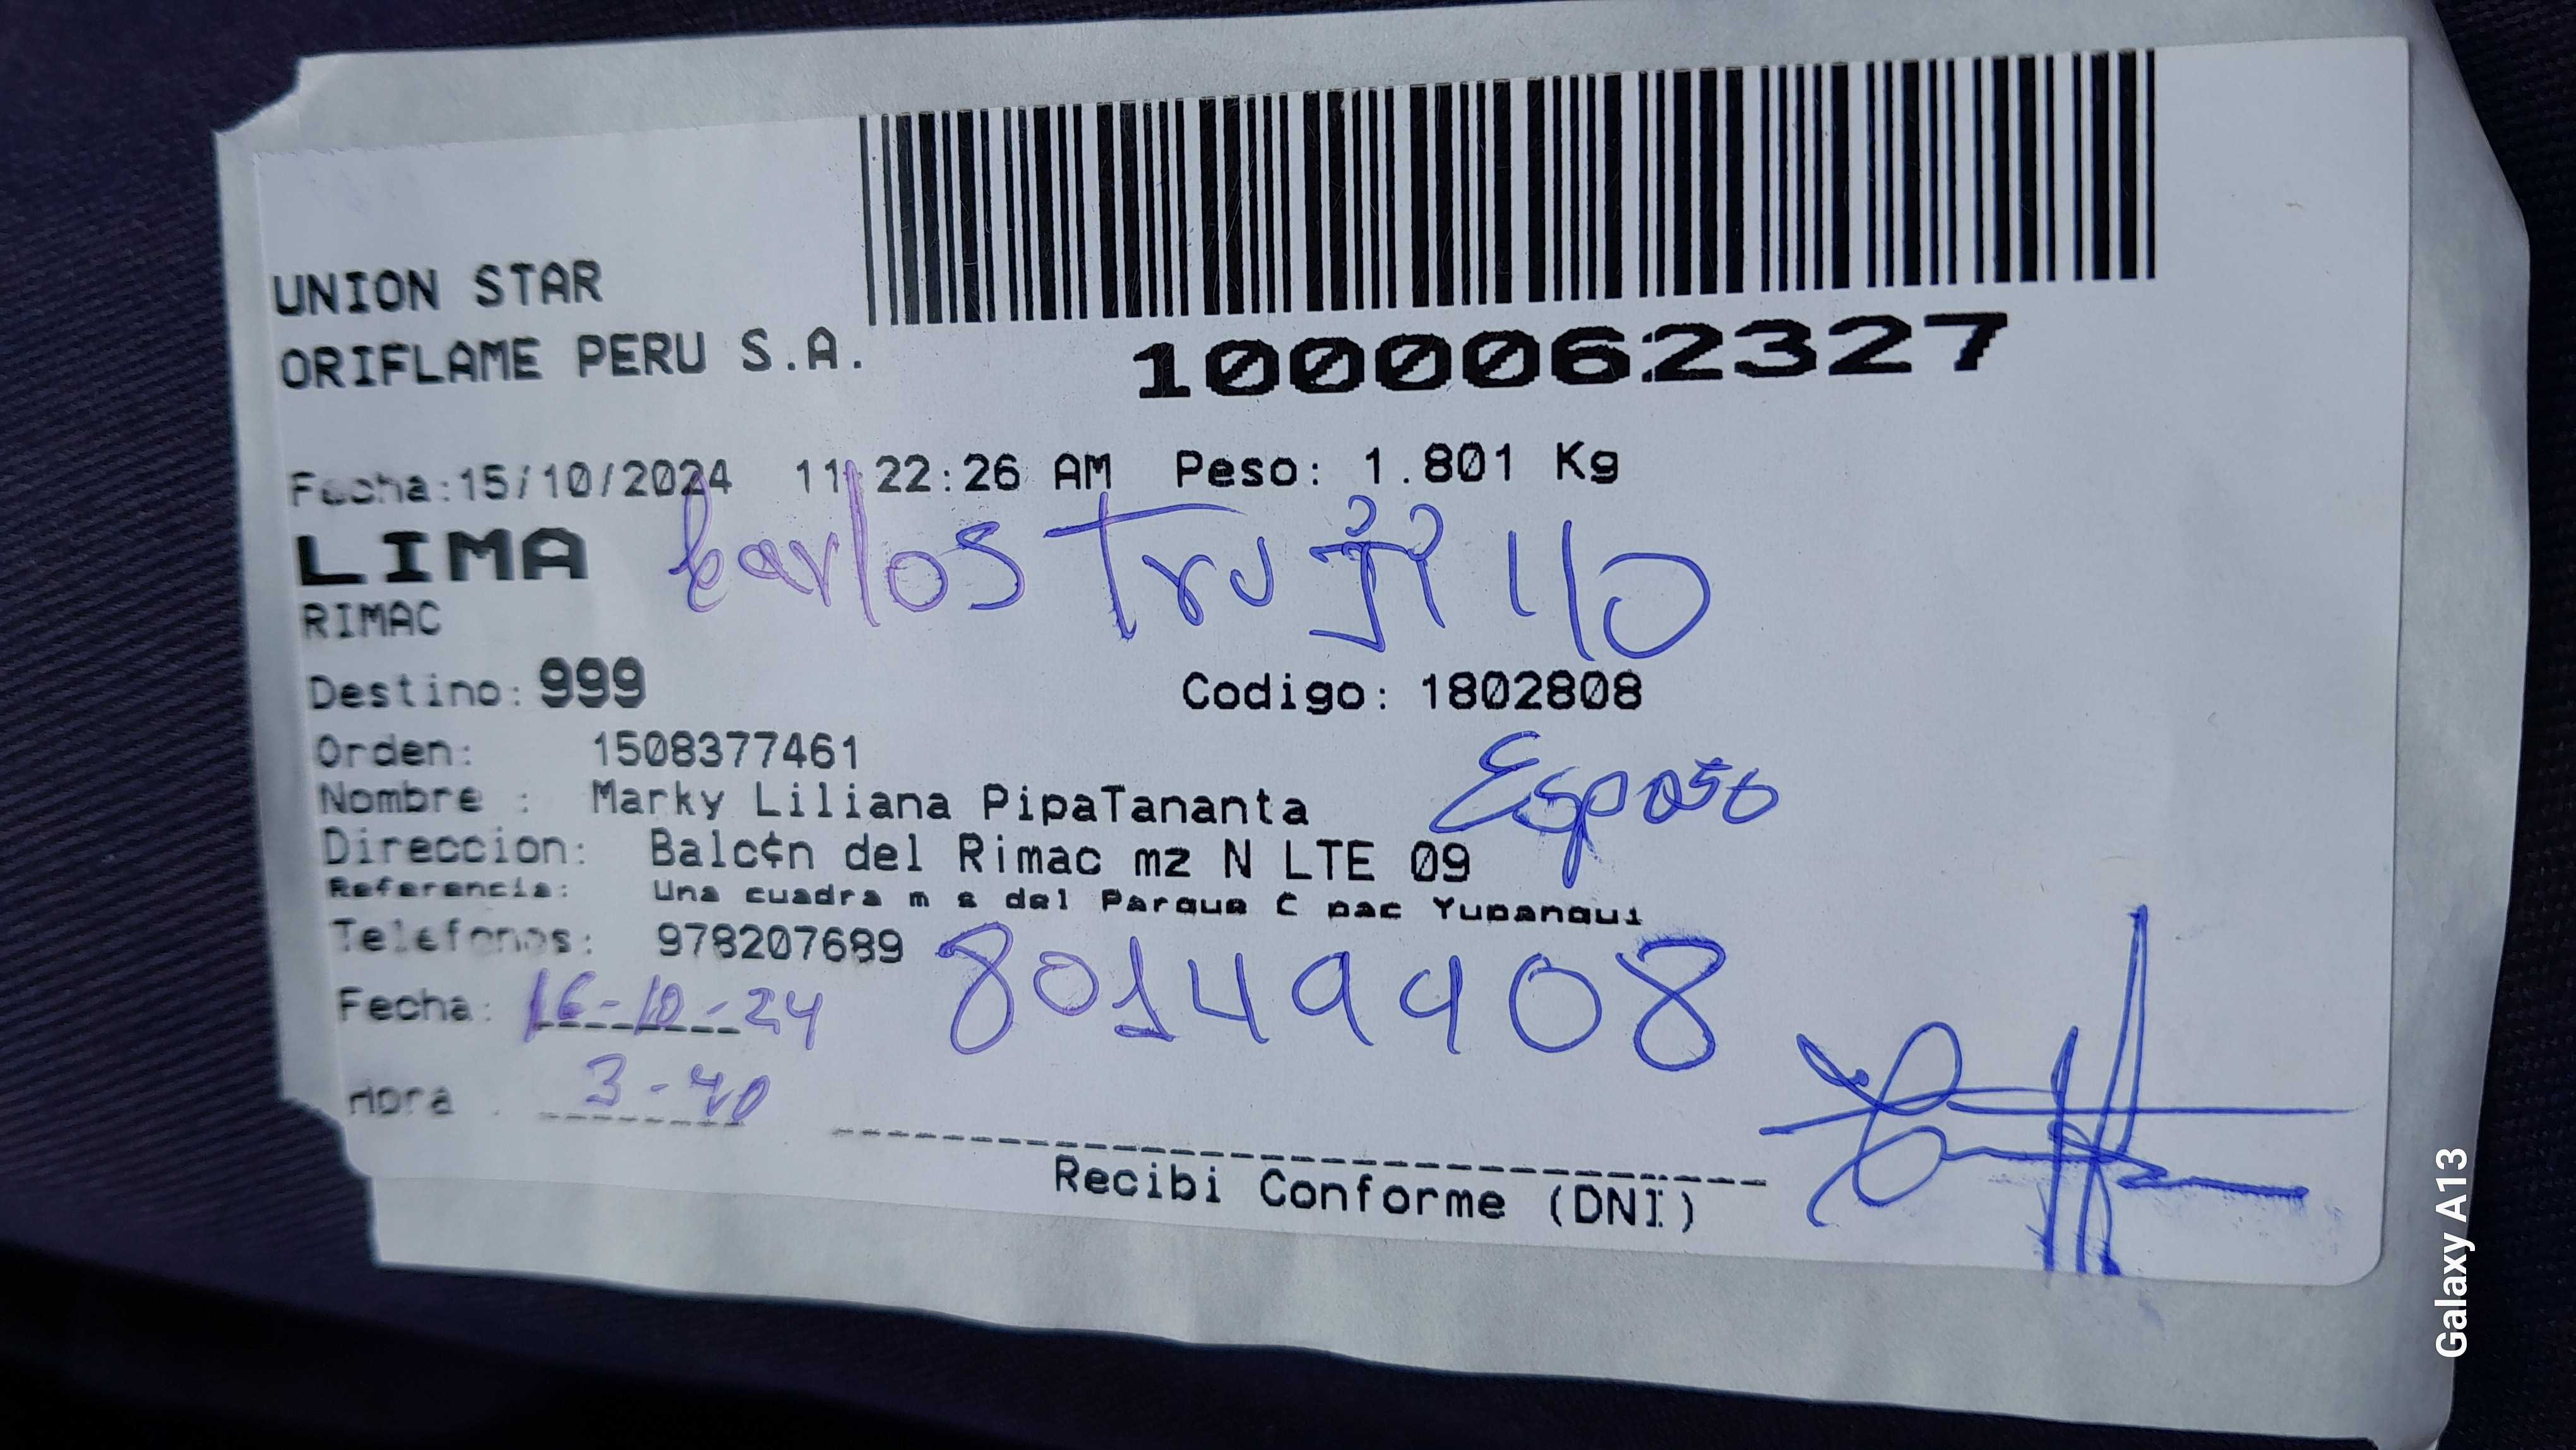 UNION STAR
ORIFLAME PERU S.A.
1000062327
Fecha:15/10/2024 11:22:26 AM Peso: 1.801 Kg
LIMA Carlos Trujillo
RIMAC
Destino: 999 Codigo: 1802808
Orden: 1508377461
Nombre : Marky Liliana PipaTananta Esposo
Direccion: Balc¢n del Rimac mz N LTE 09
Referencia: Una cuadra m s del Parque C pac Yupanqui
Telefonos: 978207689 80149408
Fecha: 16-10-24
Hora : 3-40
Recibi Conforme (DNI)
Galaxy A13